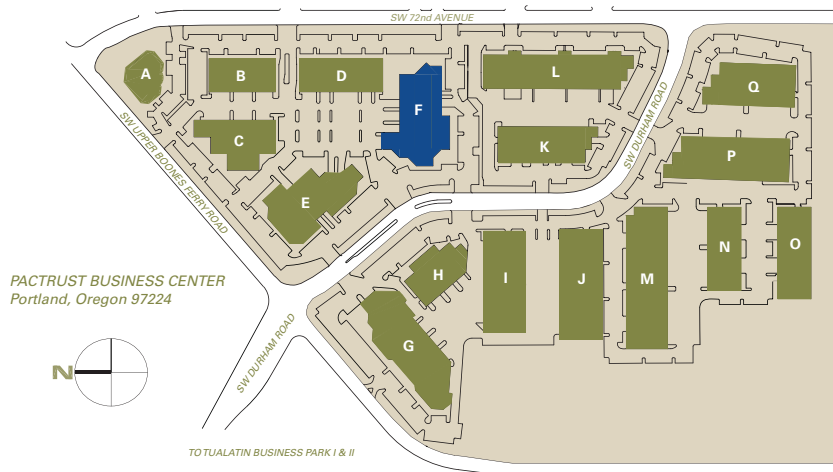 SW 72nd AVENUE
A
B
D
F
L
Q
C
K
P
SW UPPER BOONES FERRY ROAD
SW DURHAM ROAD
E
H
I
J
M
N
O
PACTRUST BUSINESS CENTER
Portland, Oregon 97224
G
N
SW DURHAM ROAD
TO TUALATIN BUSINESS PARK I & II